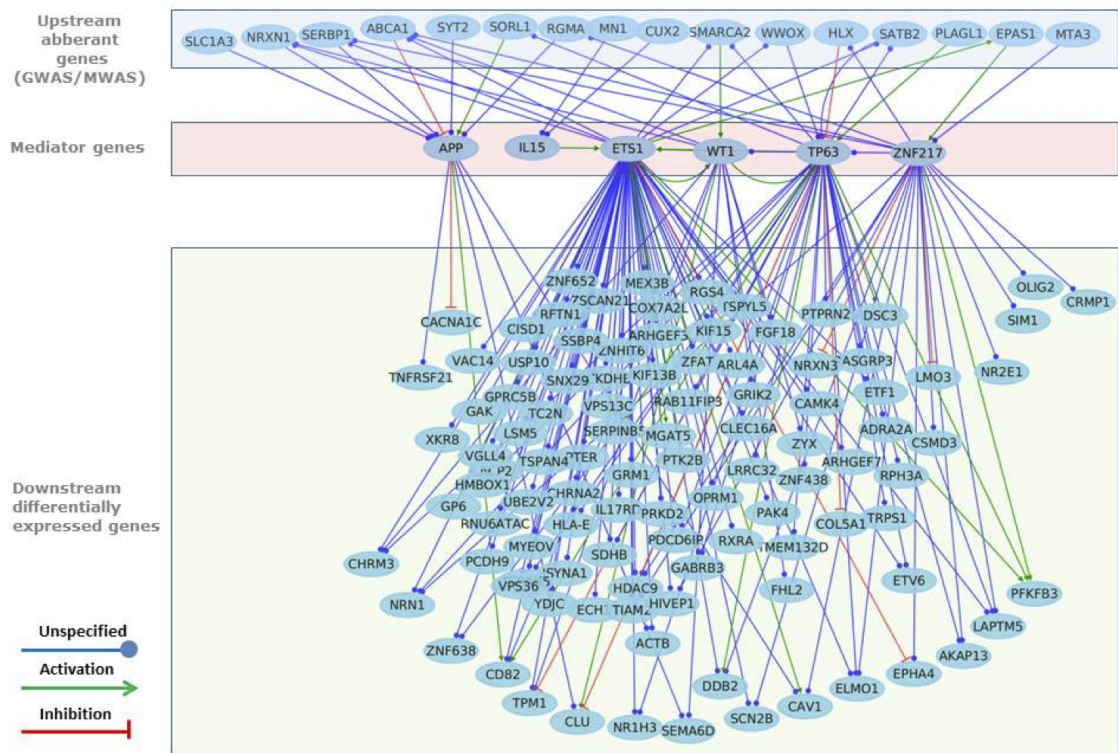 Upstream
abberant
genes
(GWAS/MWAS)
SLC1A3
NRXN1
SERBP1
ABCA1
SYT2
SORL1
RGMA
MN1
CUX2
SMARCA2
WWOX
HLX
SATB2
PLAGL1
EPAS1
MTA3
Mediator genes
APP
IL15
ETS1
WT1
TP63
ZNF217
Downstream
differentially
expressed genes
ZNF652
MEX3B
RGS4
OLIG2
CRMP1
ZSCAN21
COX7A2L
TSPYL5
PTPRN2
DSC3
SIM1
CACNA1C
CISD1
RFTN1
ARHGEF3
KIF15
FGF18
SSBP4
ZNHIT6
VAC14
USP10
ZFAT
ARL4A
NRXN3
RASGRP3
NR2E1
TNFRSF21
SNX29
KIF13B
LMO3
GPRC5B
RAB11FIP3
GRIK2
CAMK4
ETF1
GAK
TC2N
VPS13C
XKR8
LSM5
SERPINB5
MGAT5
CLEC16A
ZYX
ADRA2A
CSMD3
VGLL4
TSPAN4
PTER
PTK2B
ARHGEF7
HMBOX1
GRM1
LRRC32
ZNF438
RPH3A
GP6
UBE2V2
CHRNA2
OPRM1
RNU6ATAC
HLA-E
IL17RD
PRKD2
PAK4
COL5A1
TRPS1
CHRM3
PCDH9
MYEOV
SDHB
PDCD6IP
RXRA
TMEM132D
VPS36
GABRB3
ETV6
NRN1
YDJC
TIAM2
HDAC9
HIVEP1
FHL2
PFKFB3
LAPTM5
ZNF638
ACTB
AKAP13
CD82
DDB2
ELMO1
EPHA4
TPM1
CLU
NR1H3
SEMA6D
SCN2B
CAV1
Unspecified
Activation
Inhibition